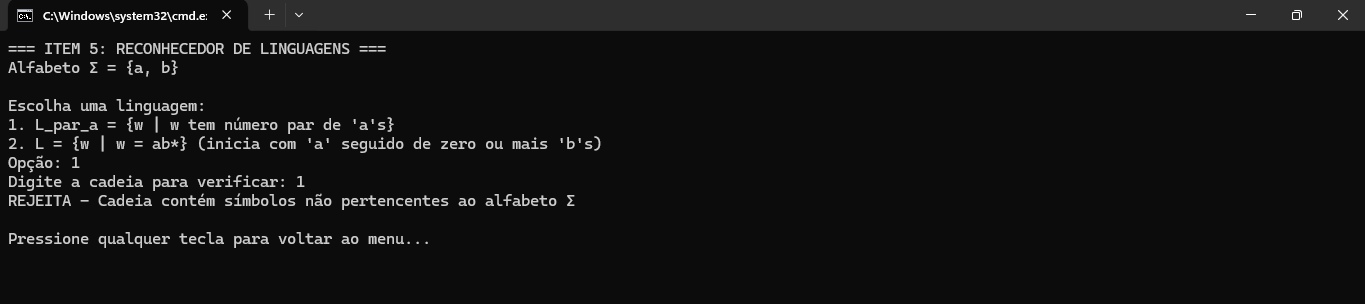 C:\Windows\system32\cmd.e:
=== ITEM 5: RECONHECEDOR DE LINGUAGENS ===
Alfabeto Σ = {a, b}
Escolha uma linguagem:
1. L_par_a = {w | w tem número par de 'a's}
2. L = {w | w = ab*} (inicia com 'a' seguido de zero ou mais 'b's)
Opção: 1
Digite a cadeia para verificar: 1
REJEITA - Cadeia contém símbolos não pertencentes ao alfabeto Σ
Pressione qualquer tecla para voltar ao menu...